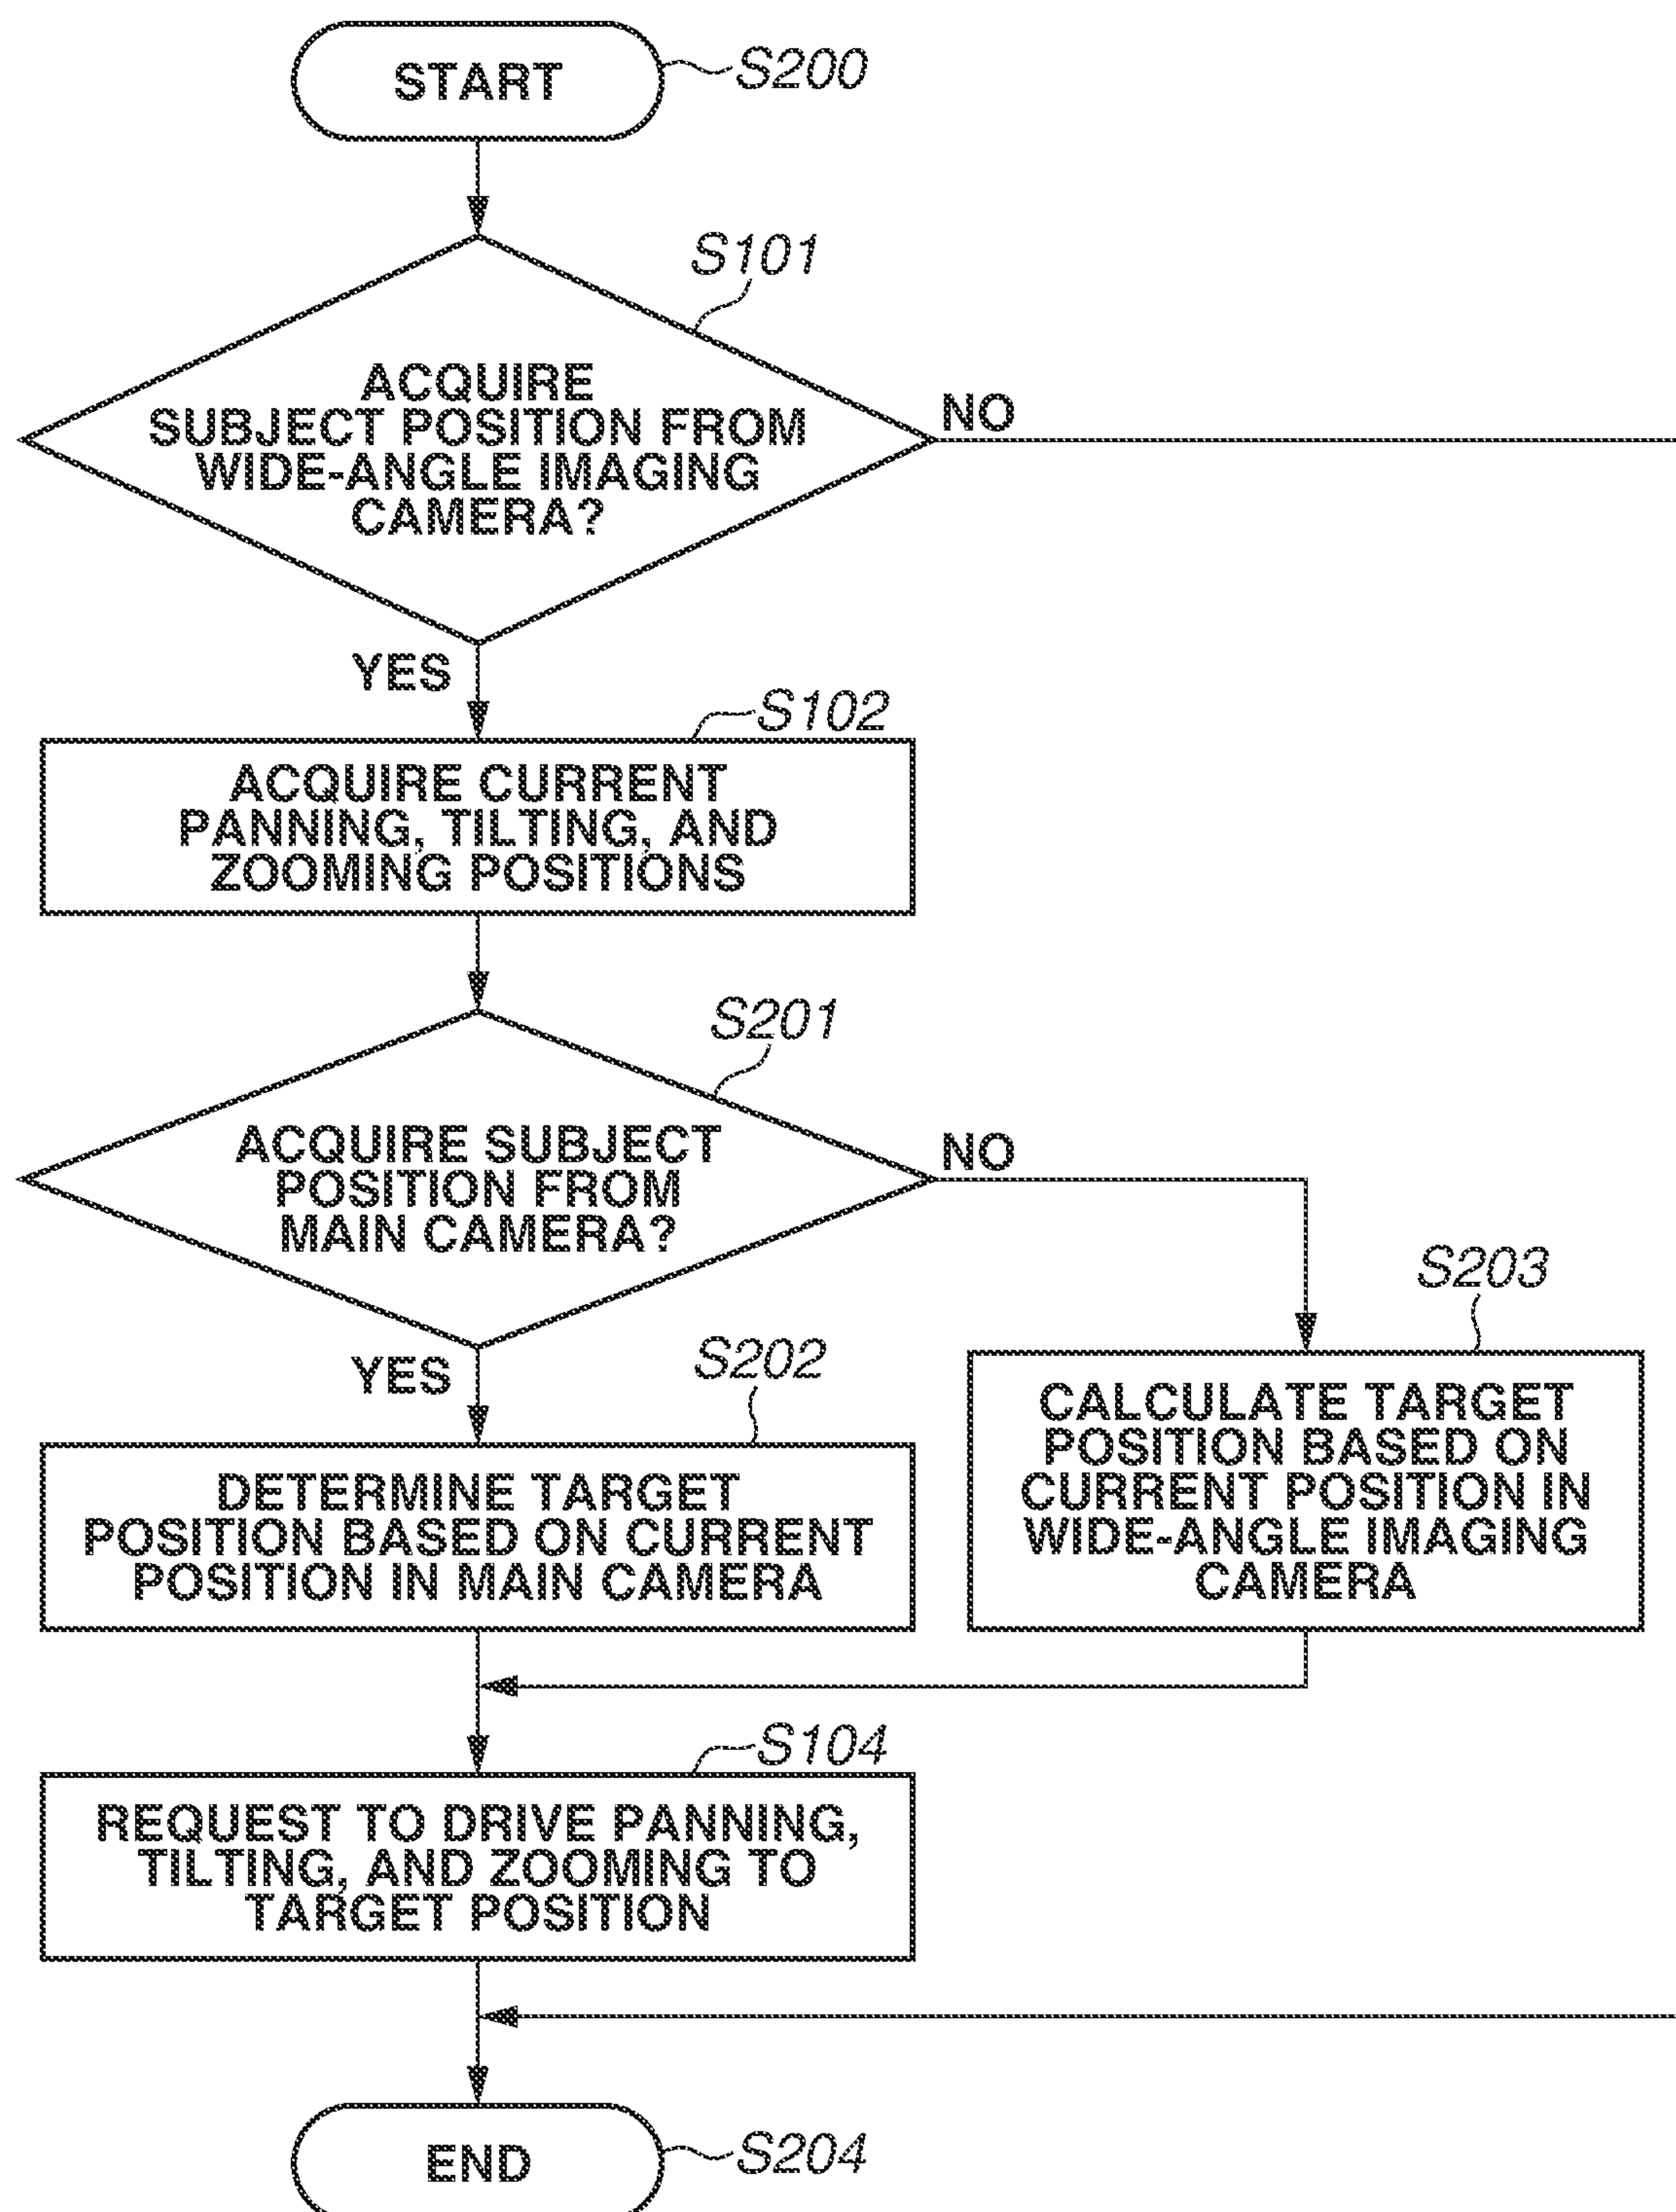 START
S200
S101
ACQUIRE
SUBJECT POSITION FROM
WIDE-ANGLE IMAGING
CAMERA?
NO
YES
S102
ACQUIRE CURRENT
PANNING, TILTING, AND
ZOOMING POSITIONS
S201
ACQUIRE SUBJECT
POSITION FROM
MAIN CAMERA?
NO
YES
S202
DETERMINE TARGET
POSITION BASED ON CURRENT
POSITION IN MAIN CAMERA
S203
CALCULATE TARGET
POSITION BASED ON
CURRENT POSITION IN
WIDE-ANGLE IMAGING
CAMERA
S104
REQUEST TO DRIVE PANNING,
TILTING, AND ZOOMING TO
TARGET POSITION
END
S204